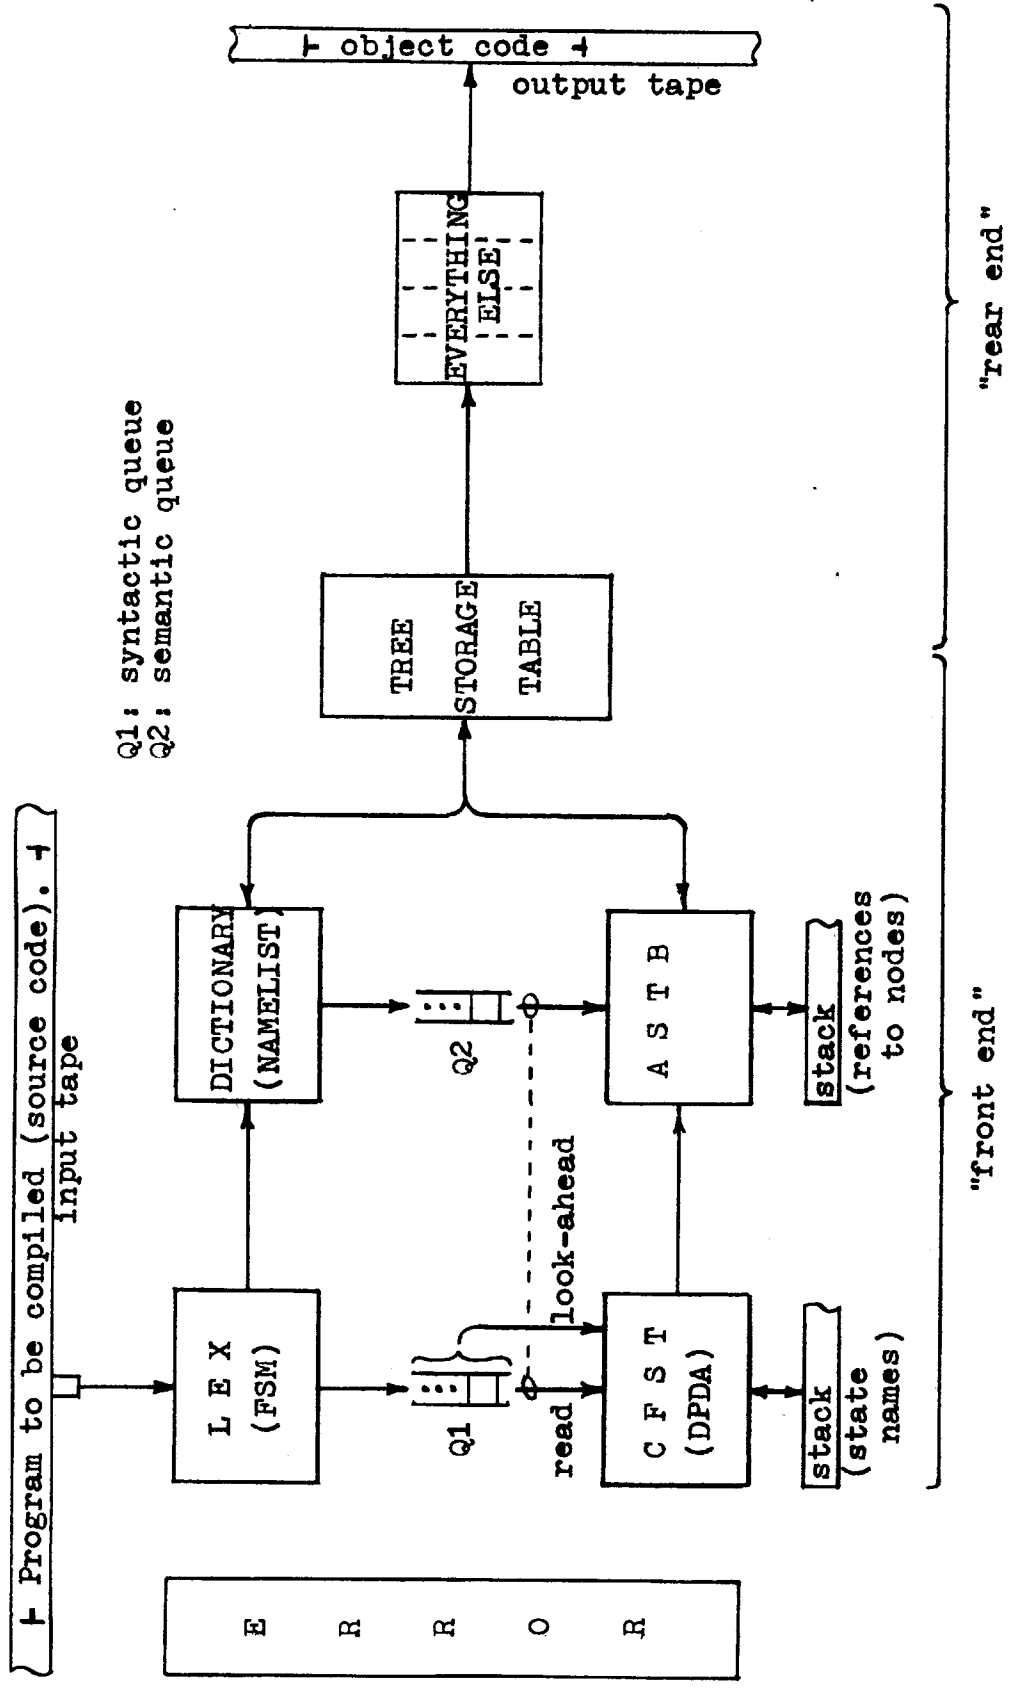 ⊢ Program to be compiled (source code). ⊣
input tape
Q1: syntactic queue
Q2: semantic queue
⊢ object code ⊣
output tape
E R R O R
L E X
(FSM)
DICTIONARY
(NAMELIST)
Q1
Q2
read
look-ahead
C F S T
(DPDA)
A S T B
stack
(state
names)
stack
(references
to nodes)
TREE
STORAGE
TABLE
EVERYTHING
ELSE
"front end"
"rear end"